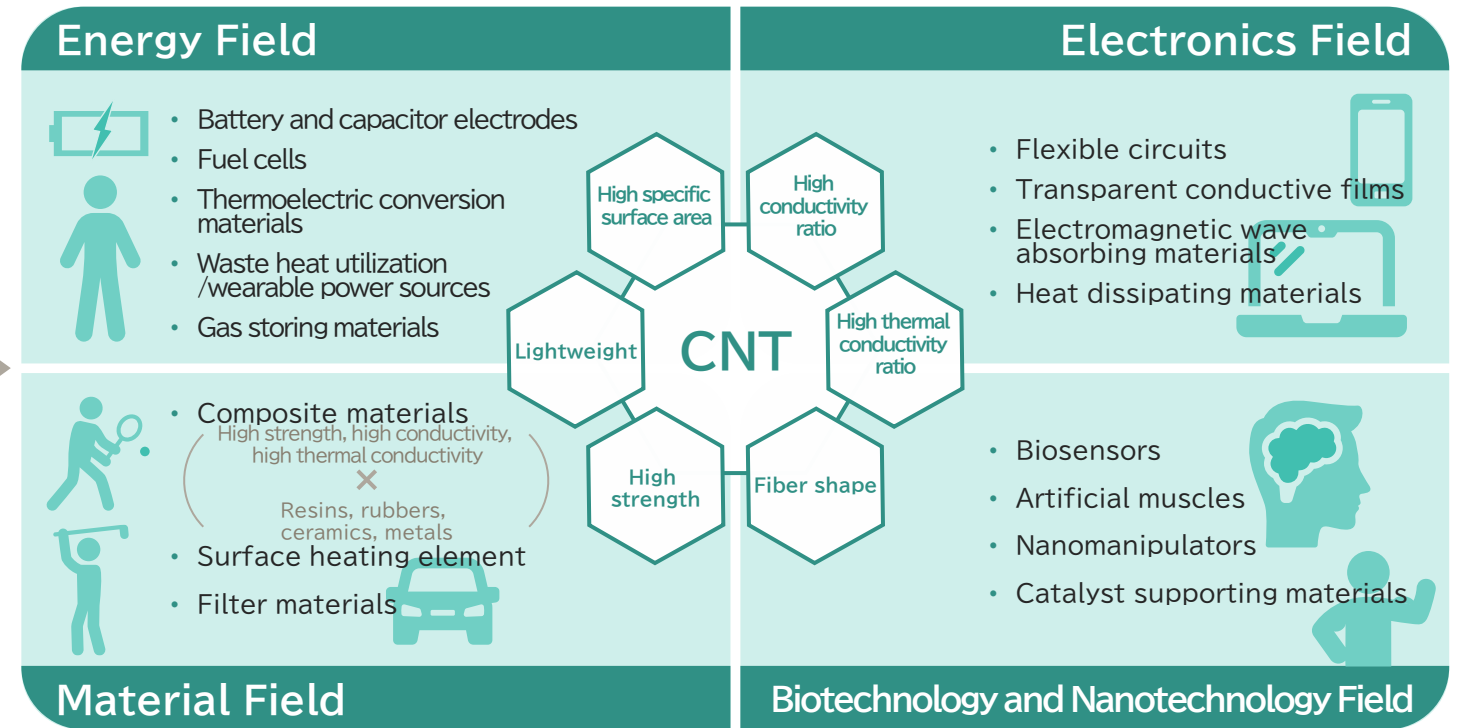 Energy Field
• Battery and capacitor electrodes
• Fuel cells
• Thermoelectric conversion
materials
• Waste heat utilization
/wearable power sources
• Gas storing materials
Electronics Field
• Flexible circuits
• Transparent conductive films
• Electromagnetic wave
absorbing materials
• Heat dissipating materials
High specific
surface area
High
conductivity
ratio
Lightweight
CNT
High thermal
conductivity
ratio
High
strength
Fiber shape
• Composite materials
High strength, high conductivity,
high thermal conductivity
×
Resins, rubbers,
ceramics, metals
• Surface heating element
• Filter materials
Material Field
• Biosensors
• Artificial muscles
• Nanomanipulators
• Catalyst supporting materials
Biotechnology and Nanotechnology Field